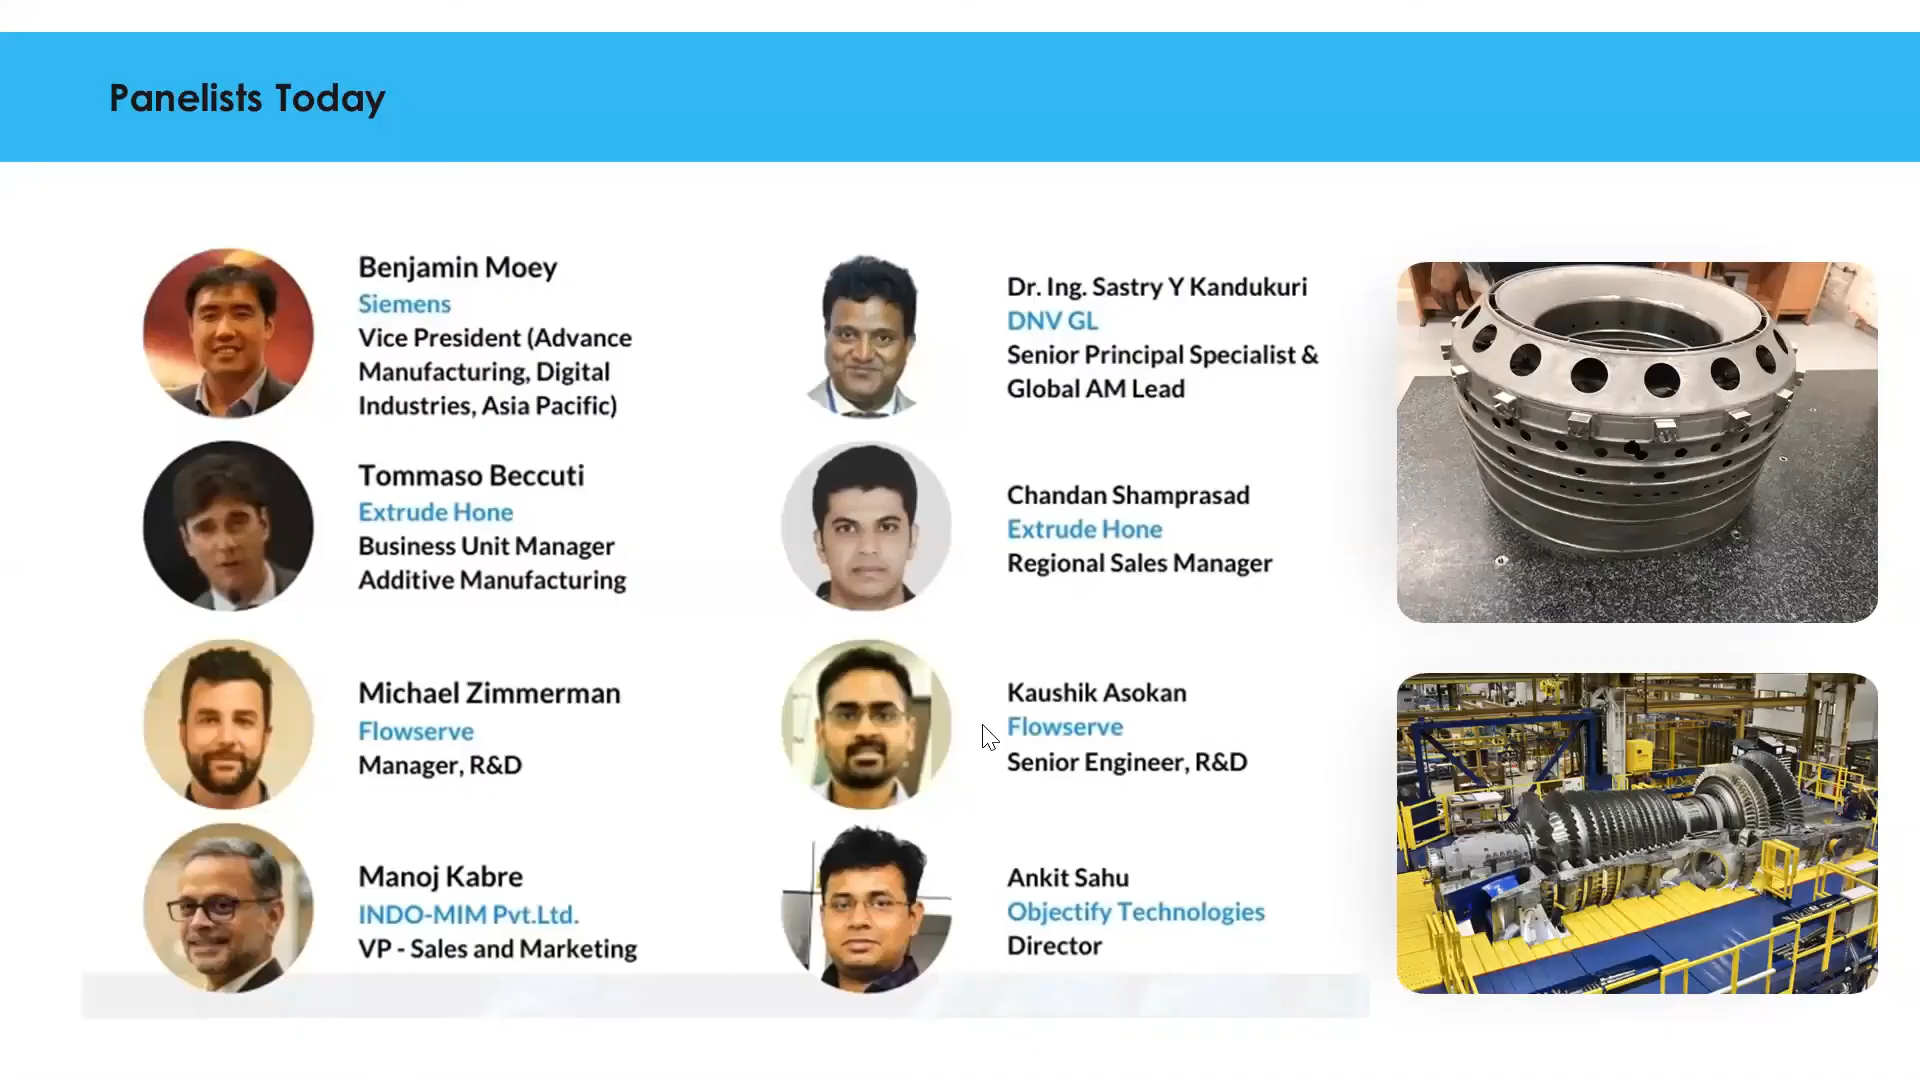 Panelists Today
Benjamin Moey
Siemens
Vice President (Advance
Manufacturing, Digital
Industries, Asia Pacific)
Dr. Ing. Sastry Y Kandukuri
DNV GL
Senior Principal Specialist &
Global AM Lead
Tommaso Beccuti
Extrude Hone
Business Unit Manager
Additive Manufacturing
Chandan Shamprasad
Extrude Hone
Regional Sales Manager
Michael Zimmerman
Flowserve
Manager, R&D
Kaushik Asokan
Flowserve
Senior Engineer, R&D
Manoj Kabre
INDO-MIM Pvt.Ltd.
VP - Sales and Marketing
Ankit Sahu
Objectify Technologies
Director